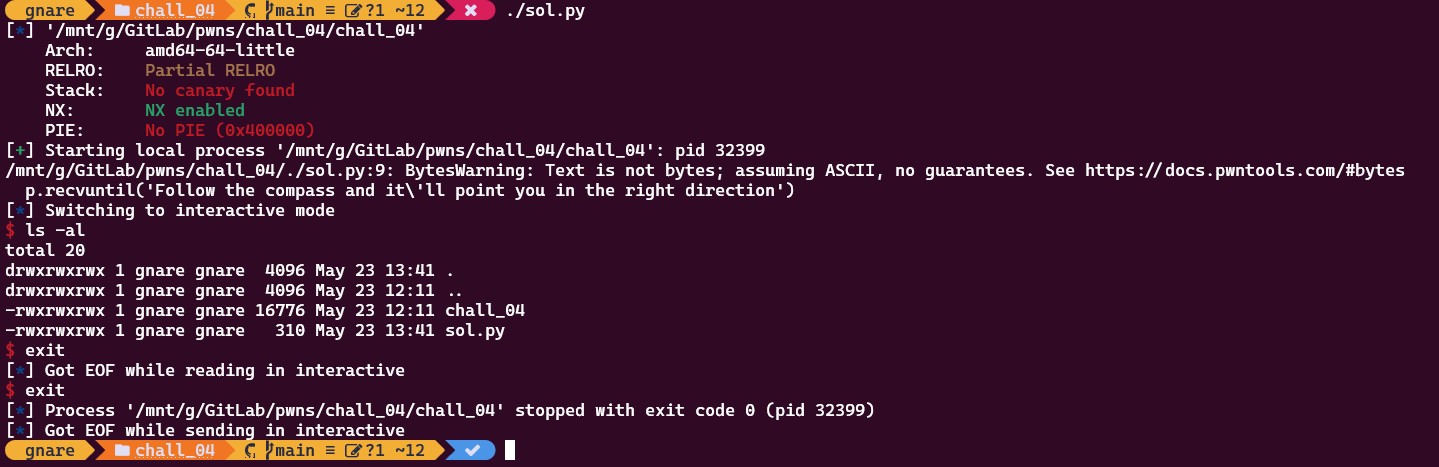 gnare chall_04 main ≡ ?1 ~12 ./sol.py
[*] '/mnt/g/GitLab/pwns/chall_04/chall_04'
    Arch:     amd64-64-little
    RELRO:    Partial RELRO
    Stack:    No canary found
    NX:       NX enabled
    PIE:      No PIE (0x400000)
[+] Starting local process '/mnt/g/GitLab/pwns/chall_04/chall_04': pid 32399
/mnt/g/GitLab/pwns/chall_04/./sol.py:9: BytesWarning: Text is not bytes; assuming ASCII, no guarantees. See https://docs.pwntools.com/#bytes
  p.recvuntil('Follow the compass and it\'ll point you in the right direction')
[*] Switching to interactive mode
$ ls -al
total 20
drwxrwxrwx 1 gnare gnare  4096 May 23 13:41 .
drwxrwxrwx 1 gnare gnare  4096 May 23 12:11 ..
-rwxrwxrwx 1 gnare gnare 16776 May 23 12:11 chall_04
-rwxrwxrwx 1 gnare gnare   310 May 23 13:41 sol.py
$ exit
[*] Got EOF while reading in interactive
$ exit
[*] Process '/mnt/g/GitLab/pwns/chall_04/chall_04' stopped with exit code 0 (pid 32399)
[*] Got EOF while sending in interactive
gnare chall_04 main ≡ ?1 ~12